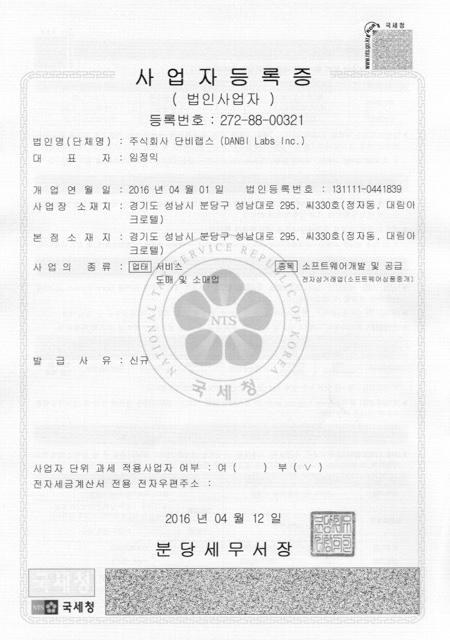 국세청
www.nts.go.kr
사업자등록증
( 법인사업자 )
등록번호 : 272-88-00321
법인명(단체명) : 주식회사 단비랩스 (DANBI Labs Inc.)
대 표 자 : 임정익
개 업 연 월 일 : 2016 년 04 월 01 일 법인등록번호 : 131111-0441839
사업장 소재지 : 경기도 성남시 분당구 성남대로 295, 씨330호(정자동, 대림아
크로텔)
본 점 소 재 지 : 경기도 성남시 분당구 성남대로 295, 씨330호(정자동, 대림아
크로텔)
사 업 의 종 류 : 업태 서비스 종목 소프트웨어개발 및 공급
도매 및 소매업 전자상거래업(소프트웨어상품중개)
NATIONAL TAX SERVICE REPUBLIC OF KOREA
NTS
국세청
발 급 사 유 : 신규
사업자 단위 과세 적용사업자 여부 : 여 ( ) 부 ( ∨ )
전자세금계산서 전용 전자우편주소 :
2016 년 04 월 12 일
분당세무서장
국세청
NTS 국세청